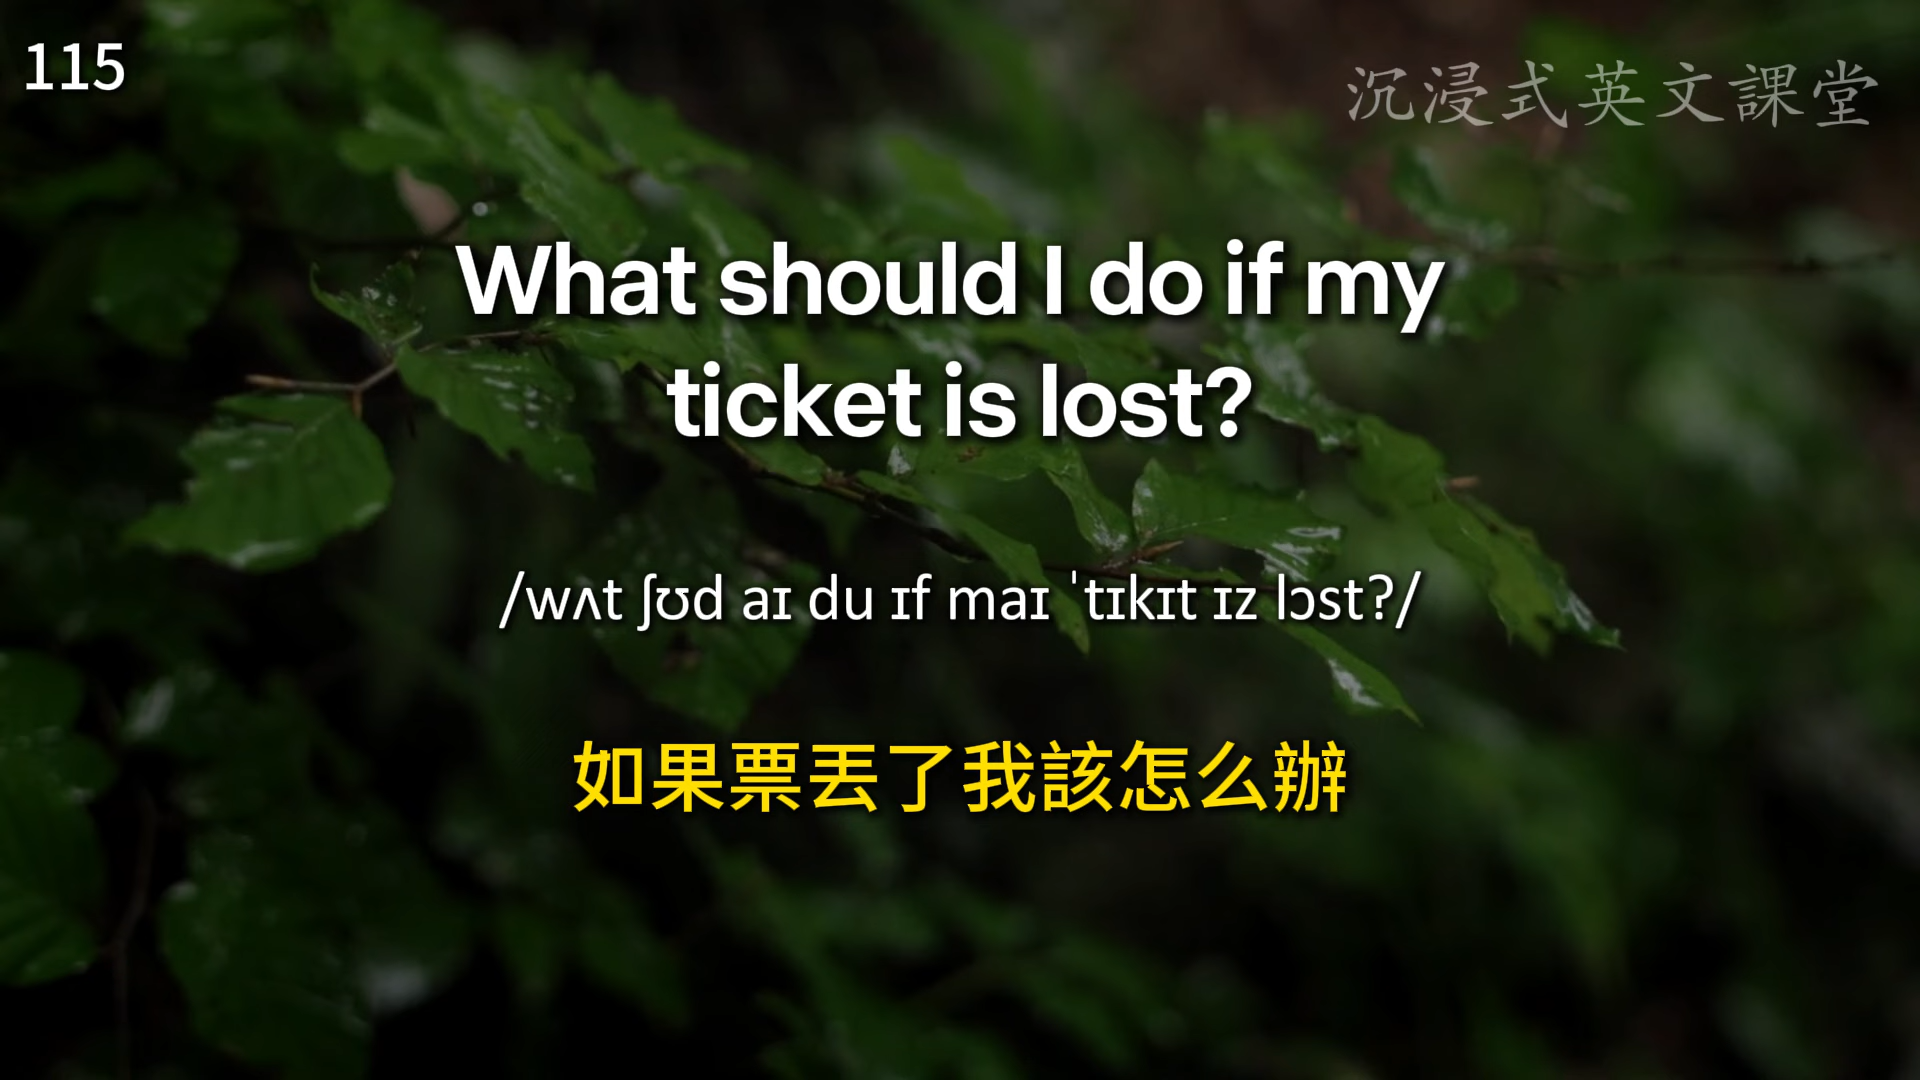 115
沉浸式英文課堂
What should I do if my
ticket is lost?
/wʌt ʃʊd aɪ du ɪf maɪ ˈtɪkɪt ɪz lɔst?/
如果票丟了我該怎么辦